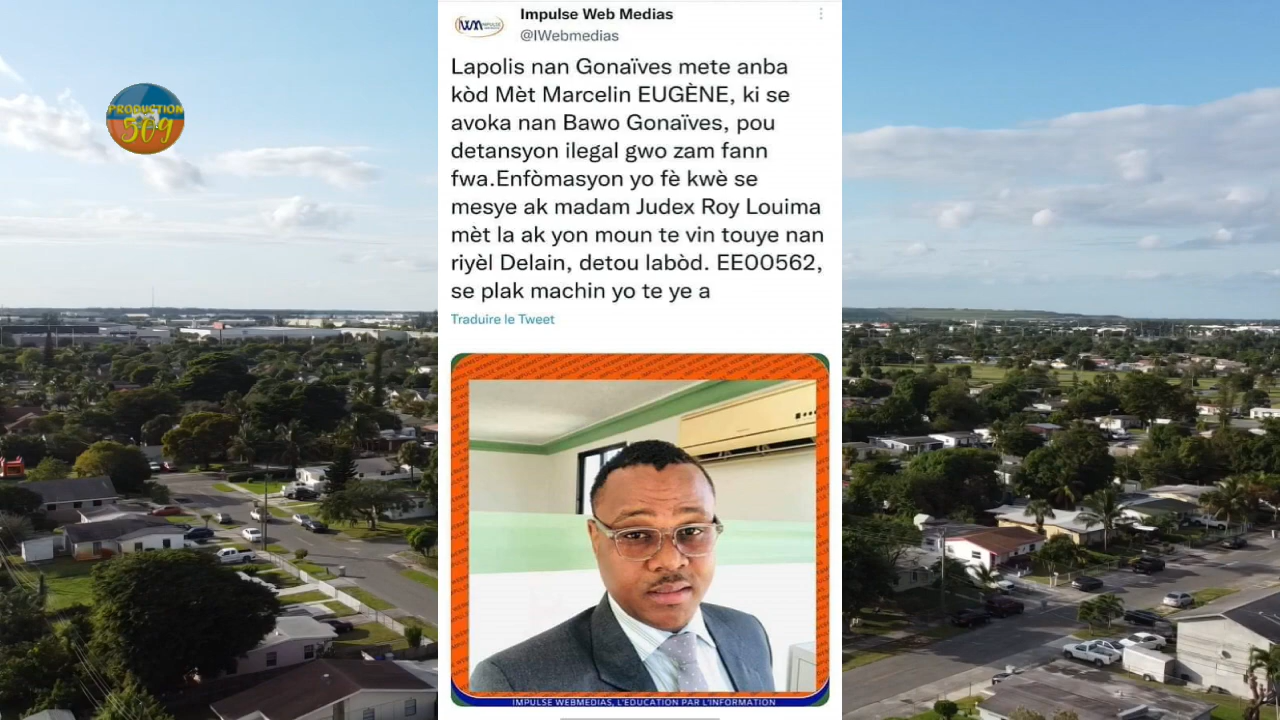 Impulse Web Medias
@IWebmedias
PRODUCTION
509
Lapolis nan Gonaïves mete anba
kòd Mèt Marcelin EUGÈNE, ki se
avoka nan Bawo Gonaïves, pou
detansyon ilegal gwo zam fann
fwa.Enfòmasyon yo fè kwè se
mesye ak madam Judex Roy Louima
mèt la ak yon moun te vin touye nan
riyèl Delain, detou labòd. EE00562,
se plak machin yo te ye a
Traduire le Tweet
IMPULSE WEBMEDIAS, L'EDUCATION PAR L'INFORMATION